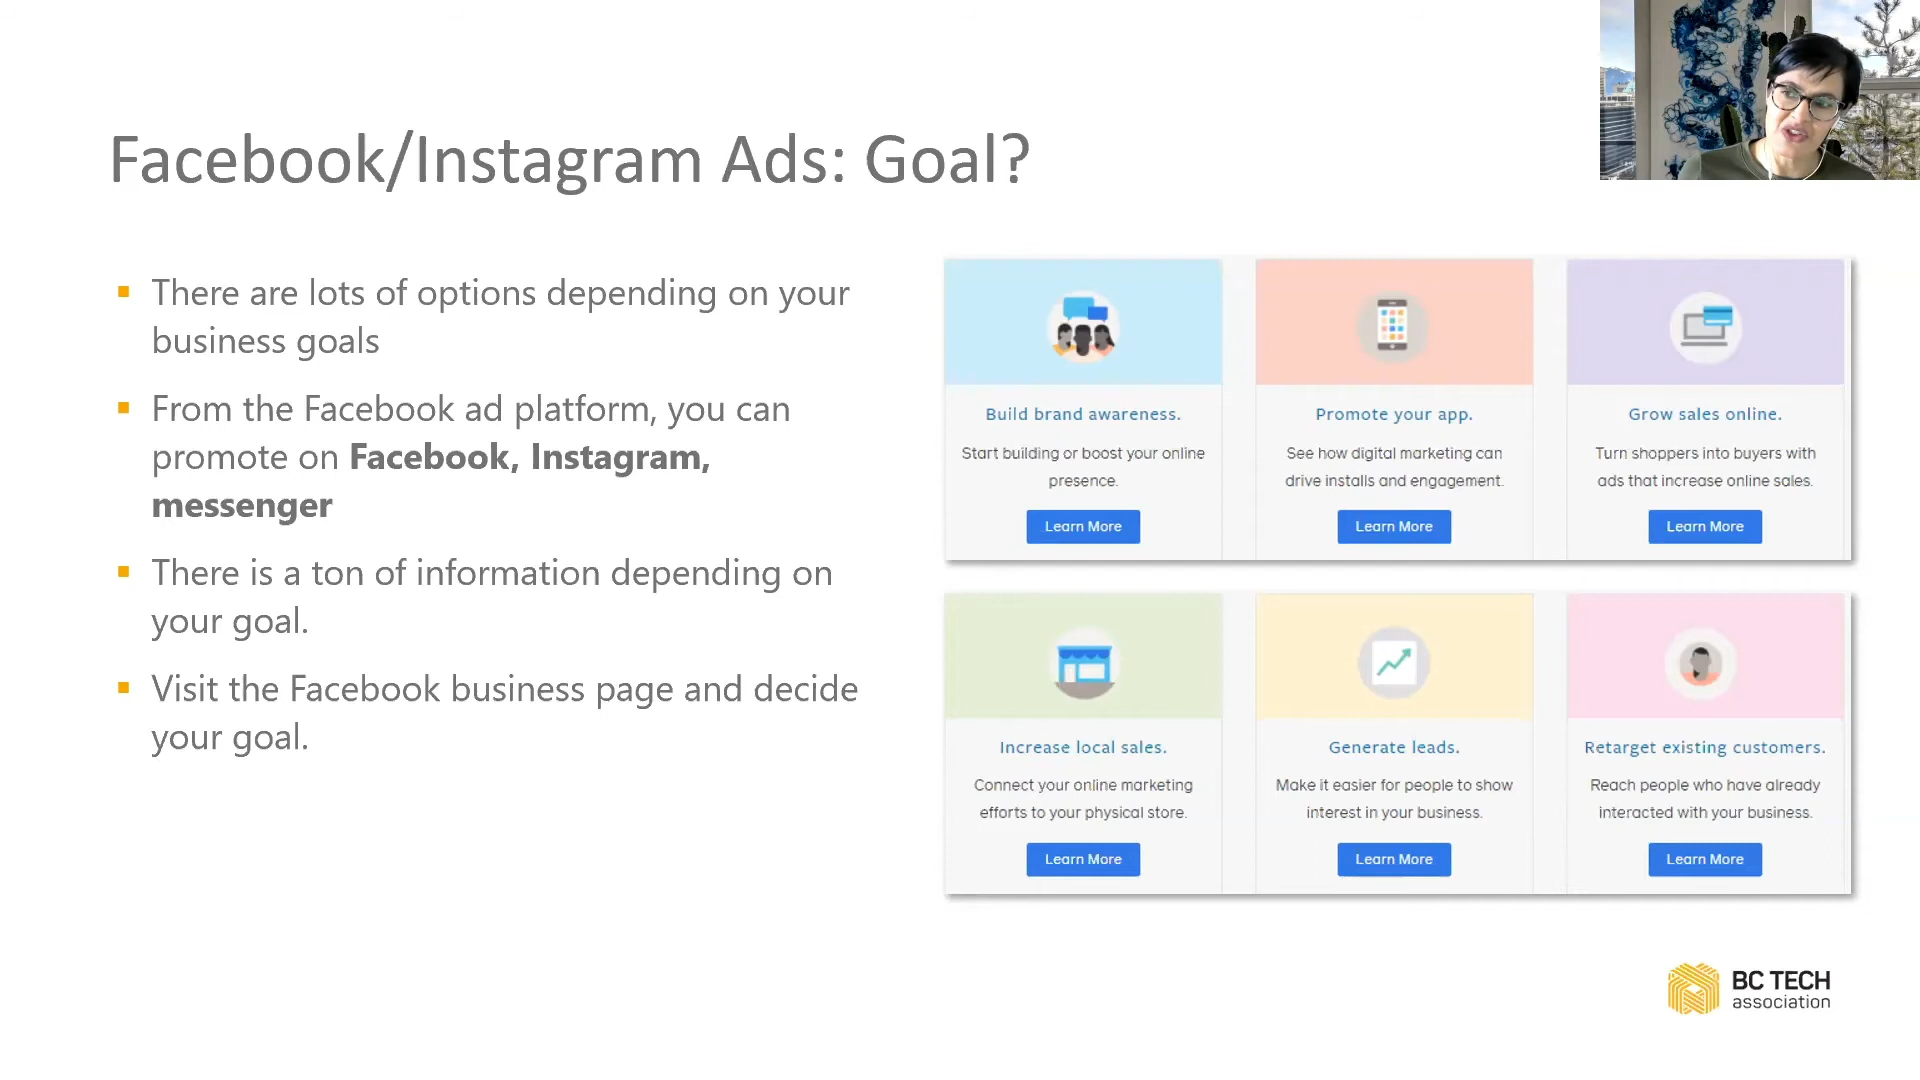 Facebook/Instagram Ads: Goal?
There are lots of options depending on your
business goals
From the Facebook ad platform, you can
promote on Facebook, Instagram,
messenger
There is a ton of information depending on
your goal.
Visit the Facebook business page and decide
your goal.
Build brand awareness.
Start building or boost your online
presence.
Learn More
Promote your app.
See how digital marketing can
drive installs and engagement.
Learn More
Grow sales online.
Turn shoppers into buyers with
ads that increase online sales.
Learn More
Increase local sales.
Connect your online marketing
efforts to your physical store.
Learn More
Generate leads.
Make it easier for people to show
interest in your business.
Learn More
Retarget existing customers.
Reach people who have already
interacted with your business.
Learn More
BC TECH
association